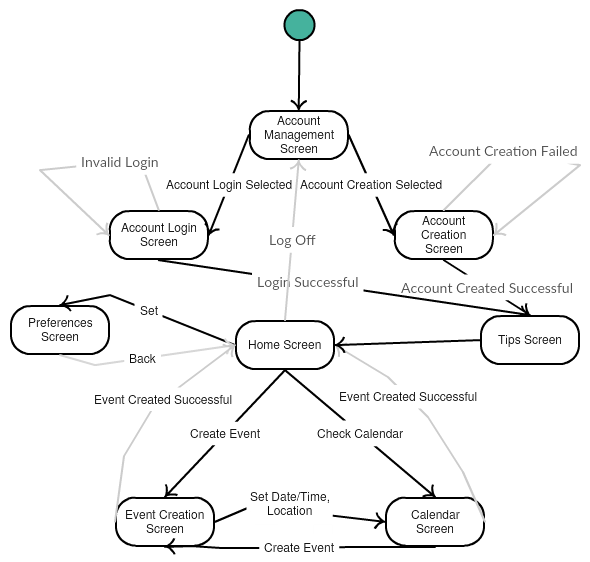 Account
Management
Screen
Invalid Login
Account Creation Failed
Account Login Selected
Account Creation Selected
Account Login
Screen
Account
Creation
Screen
Log Off
Login Successful
Account Created Successful
Set
Preferences
Screen
Home Screen
Tips Screen
Back
Event Created Successful
Event Created Successful
Create Event
Check Calendar
Set Date/Time,
Location
Event Creation
Screen
Calendar
Screen
Create Event